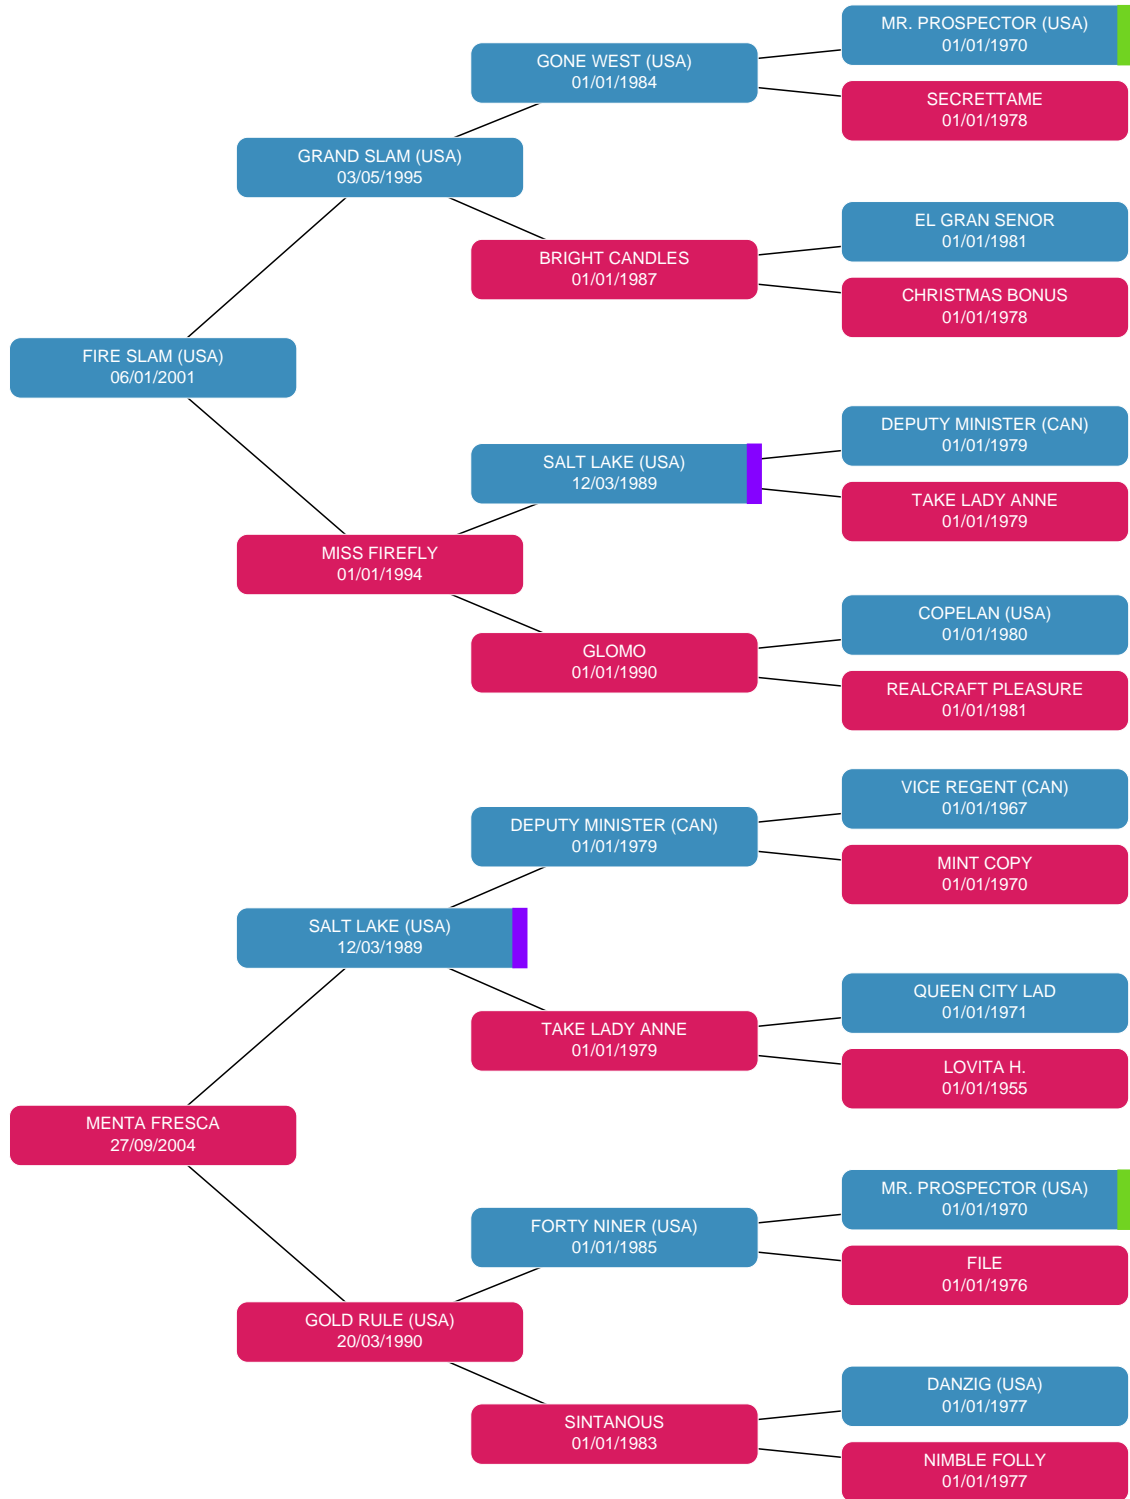 MR. PROSPECTOR (USA)
01/01/1970
GONE WEST (USA)
01/01/1984
SECRETTAME
01/01/1978
GRAND SLAM (USA)
03/05/1995
EL GRAN SENOR
01/01/1981
BRIGHT CANDLES
01/01/1987
CHRISTMAS BONUS
01/01/1978
FIRE SLAM (USA)
06/01/2001
DEPUTY MINISTER (CAN)
01/01/1979
SALT LAKE (USA)
12/03/1989
TAKE LADY ANNE
01/01/1979
MISS FIREFLY
01/01/1994
COPELAN (USA)
01/01/1980
GLOMO
01/01/1990
REALCRAFT PLEASURE
01/01/1981
VICE REGENT (CAN)
01/01/1967
DEPUTY MINISTER (CAN)
01/01/1979
MINT COPY
01/01/1970
SALT LAKE (USA)
12/03/1989
QUEEN CITY LAD
01/01/1971
TAKE LADY ANNE
01/01/1979
LOVITA H.
01/01/1955
MENTA FRESCA
27/09/2004
MR. PROSPECTOR (USA)
01/01/1970
FORTY NINER (USA)
01/01/1985
FILE
01/01/1976
GOLD RULE (USA)
20/03/1990
DANZIG (USA)
01/01/1977
SINTANOUS
01/01/1983
NIMBLE FOLLY
01/01/1977